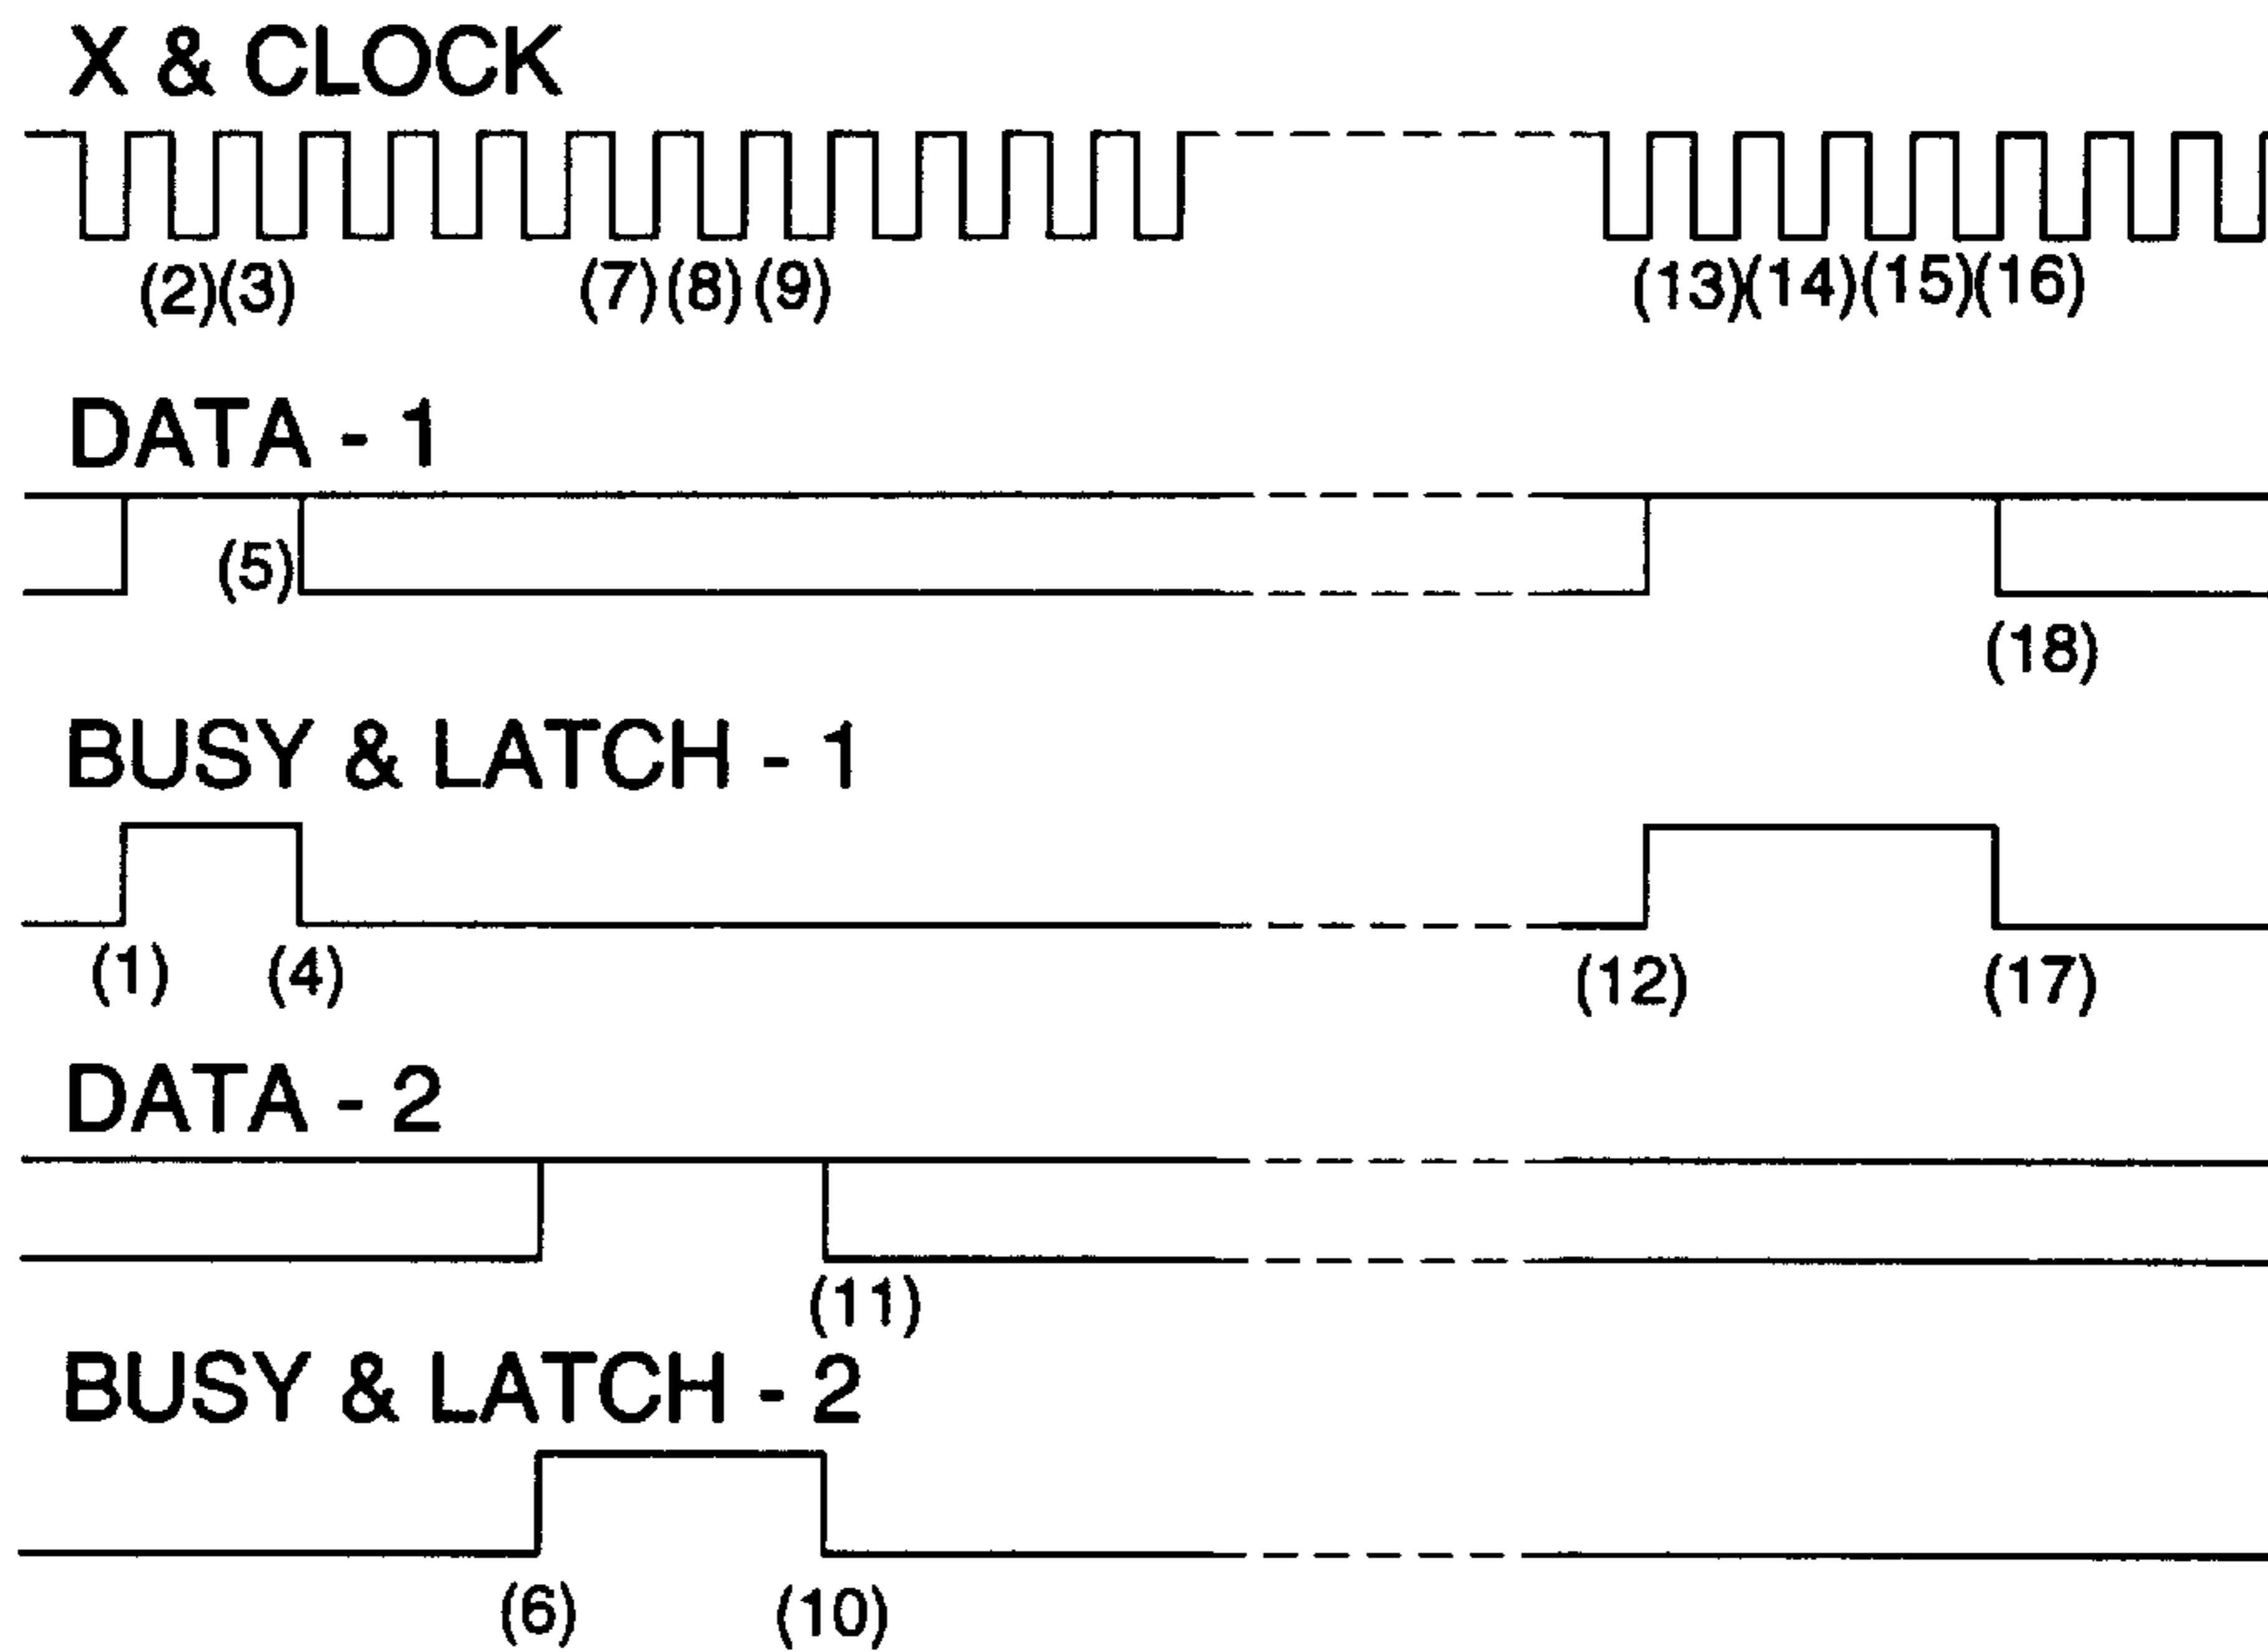 X & CLOCK
(2)(3) (7)(8)(9) (13)(14)(15)(16)
DATA - 1
(5)
(18)
BUSY & LATCH - 1
(1) (4) (12) (17)
DATA - 2
(11)
BUSY & LATCH - 2
(6) (10)